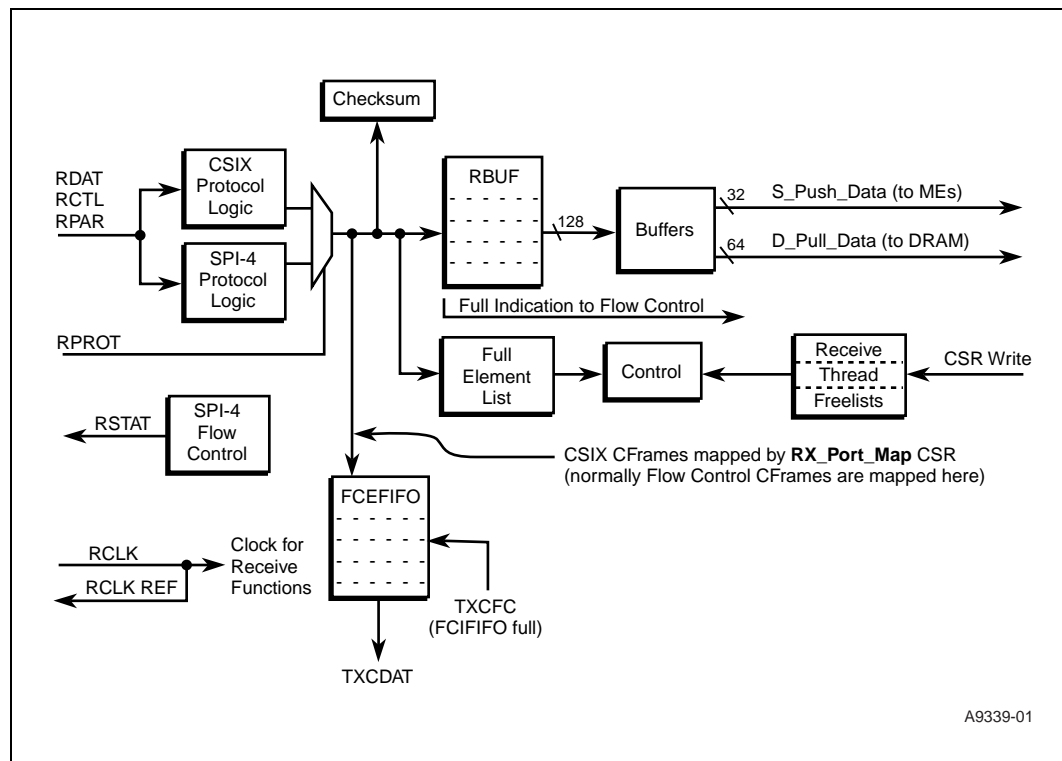 Checksum
RDAT
RCTL
RPAR
CSIX
Protocol
Logic
SPI-4
Protocol
Logic
RPROT
RBUF
128
Buffers
32
S_Push_Data (to MEs)
64
D_Pull_Data (to DRAM)
Full Indication to Flow Control
Full
Element
List
Control
Receive
Thread
Freelists
CSR Write
RSTAT
SPI-4
Flow
Control
CSIX CFrames mapped by RX_Port_Map CSR
(normally Flow Control CFrames are mapped here)
FCEFIFO
RCLK
RCLK REF
Clock for
Receive
Functions
TXCFC
(FCIFIFO full)
TXCDAT
A9339-01